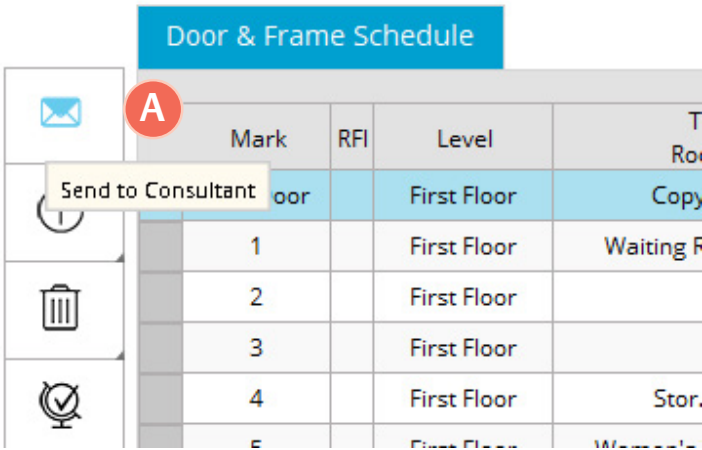 Door & Frame Schedule
A
Mark RFI Level
Send to Consultant
oor First Floor Copy
1 First Floor Waiting R
2 First Floor
3 First Floor
4 First Floor Stor.